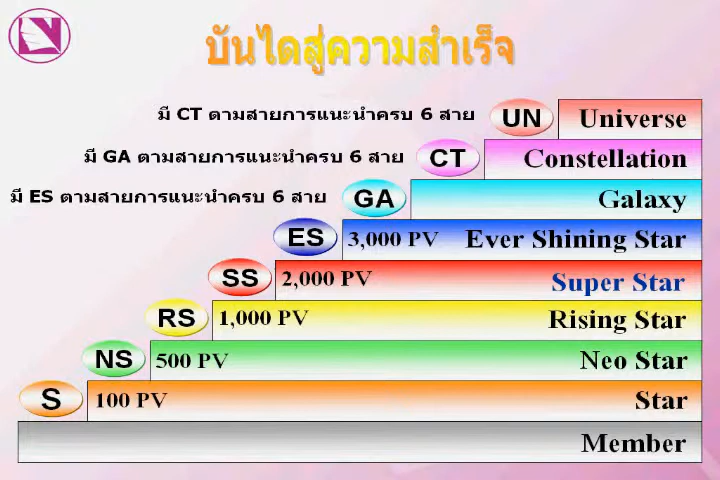 บันไดสู่ความสำเร็จ
มี CT ตามสายการแนะนำครบ 6 สาย UN Universe
มี GA ตามสายการแนะนำครบ 6 สาย CT Constellation
มี ES ตามสายการแนะนำครบ 6 สาย GA Galaxy
ES 3,000 PV Ever Shining Star
SS 2,000 PV Super Star
RS 1,000 PV Rising Star
NS 500 PV Neo Star
S 100 PV Star
Member